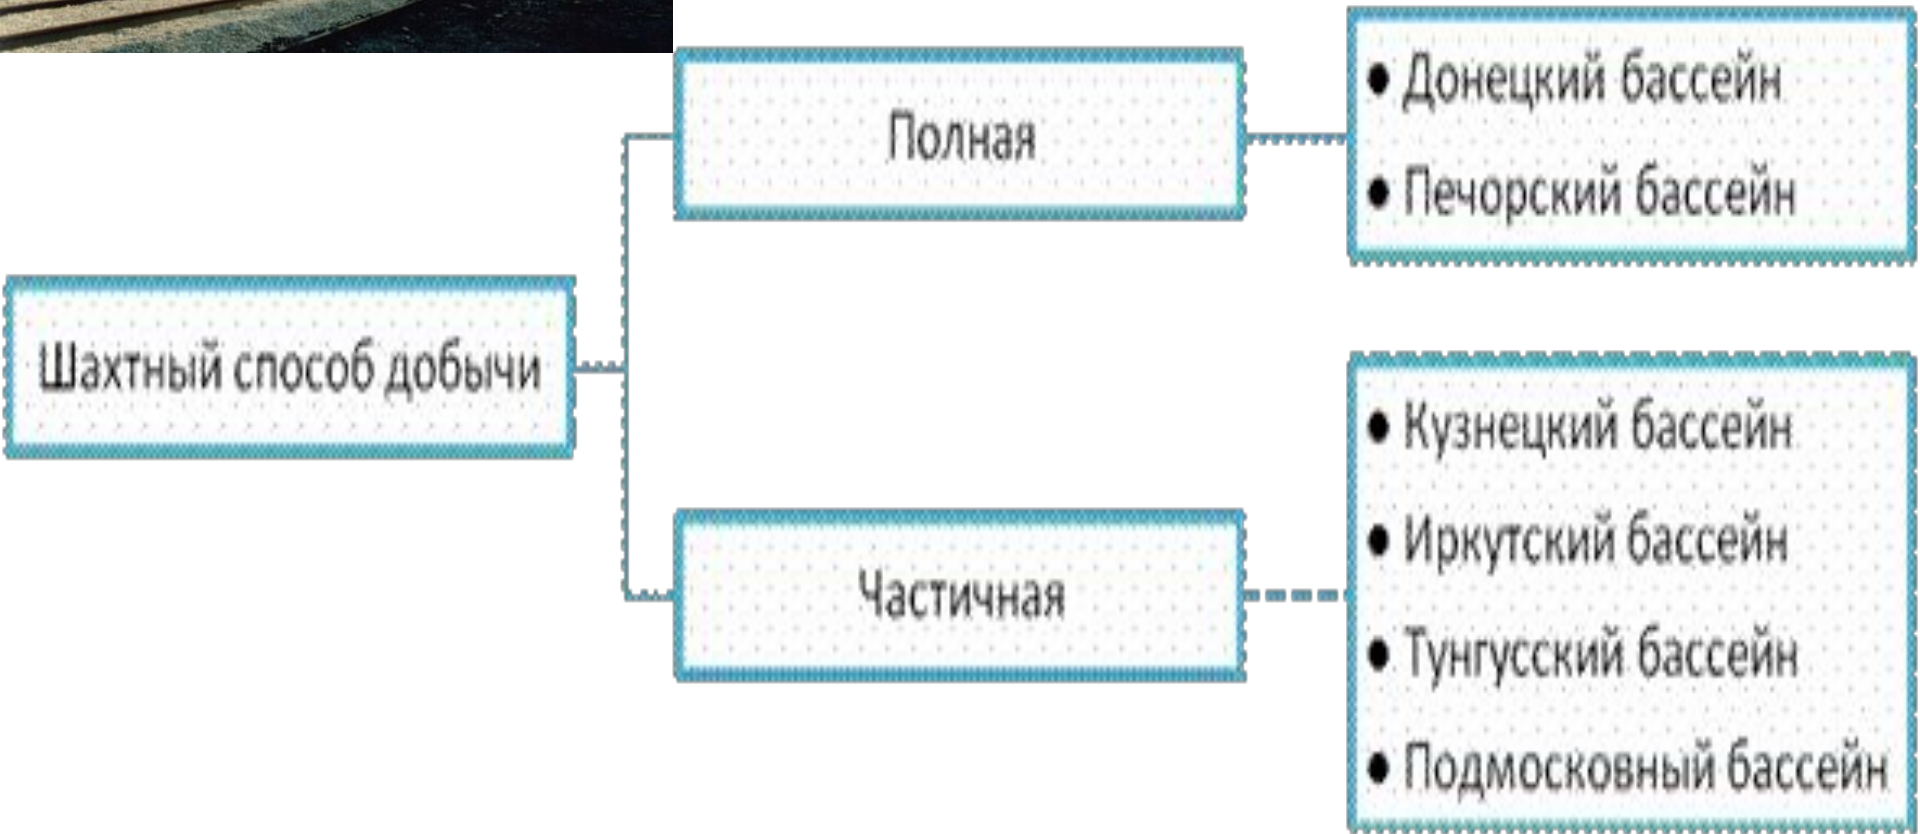 Шахтный способ добычи
Полная
• Донецкий бассейн
• Печорский бассейн
Частичная
• Кузнецкий бассейн
• Иркутский бассейн
• Тунгусский бассейн
• Подмосковный бассейн